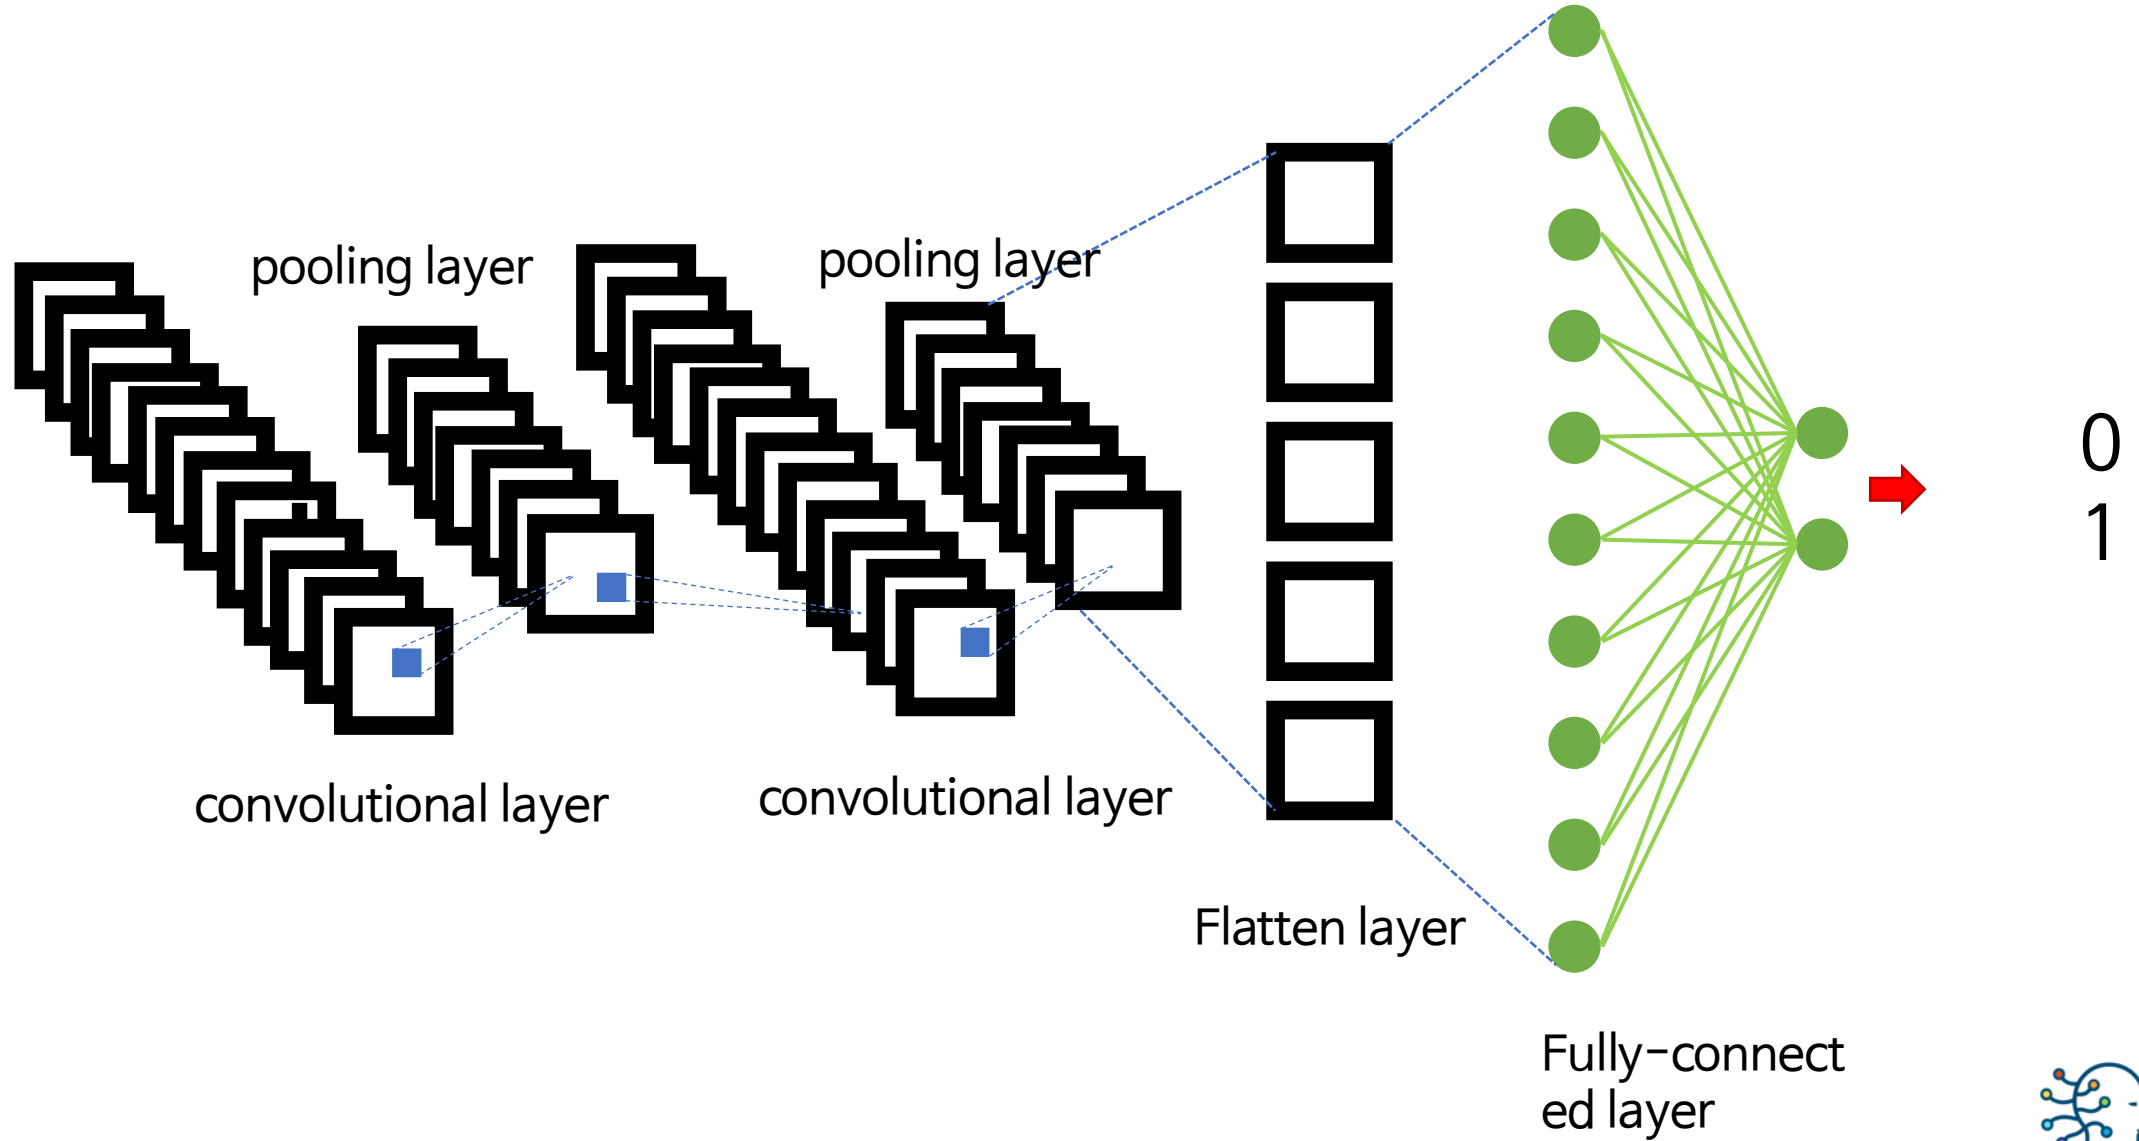 pooling layer
pooling layer
convolutional layer
convolutional layer
Flatten layer
Fully-connect
ed layer
0
1